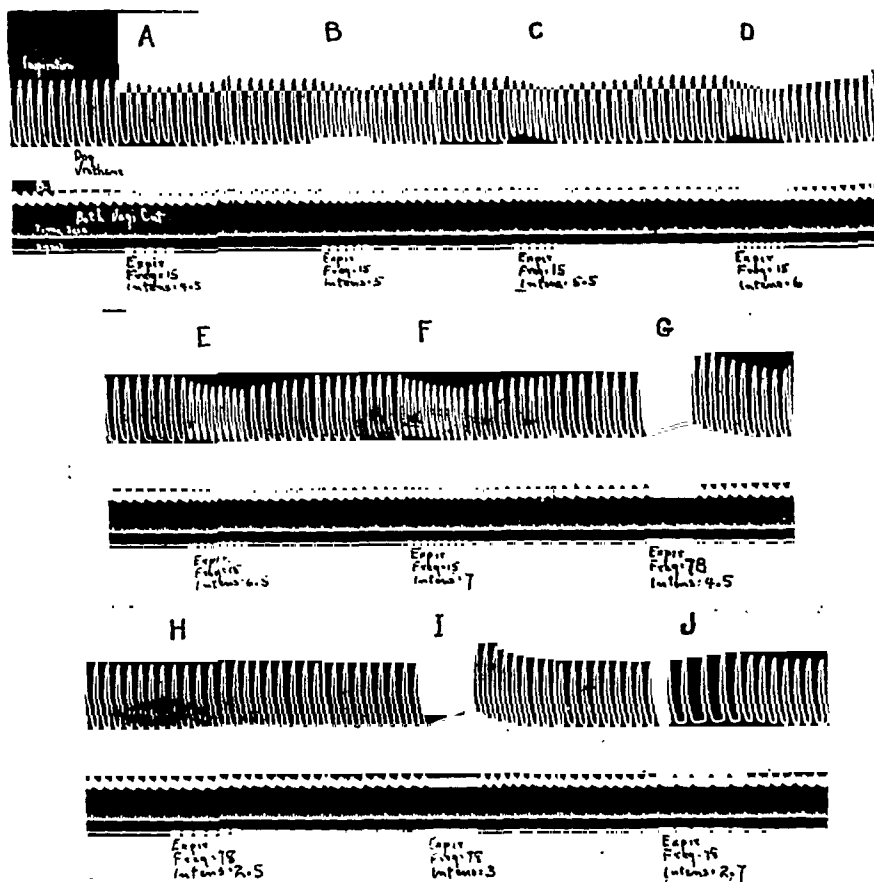 A B C D
Inspiration
Dog
Urethane
Both Vagi Cut
Expir
Freq=15
Intens=4.5
Expir
Freq=15
Intens=5
Expir
Freq=15
Intens=5.5
Expir
Freq=15
Intens=6
E F G
Expir.
Freq=15
Intens=6.5
Expir
Freq=15
Intens=7
Expir
Freq=78
Intens=4.5
H I J
Expir
Freq=78
Intens=2.5
Expir
Freq=78
Intens=3
Expir
Freq=78
Intens=2.7